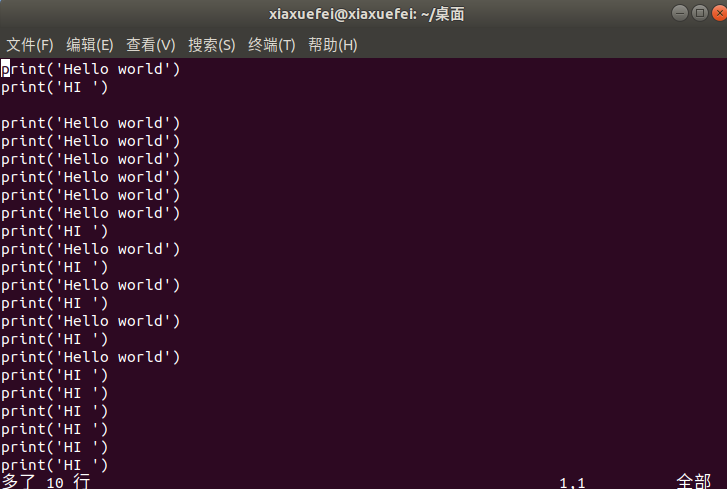 xiaxuefei@xiaxuefei: ~/桌面
文件(F) 编辑(E) 查看(V) 搜索(S) 终端(T) 帮助(H)
print('Hello world')
print('HI ')
print('Hello world')
print('Hello world')
print('Hello world')
print('Hello world')
print('Hello world')
print('Hello world')
print('HI ')
print('Hello world')
print('HI ')
print('Hello world')
print('HI ')
print('Hello world')
print('HI ')
print('Hello world')
print('HI ')
print('HI ')
print('HI ')
print('HI ')
print('HI ')
print('HI ')
多了 10 行 1,1 全部